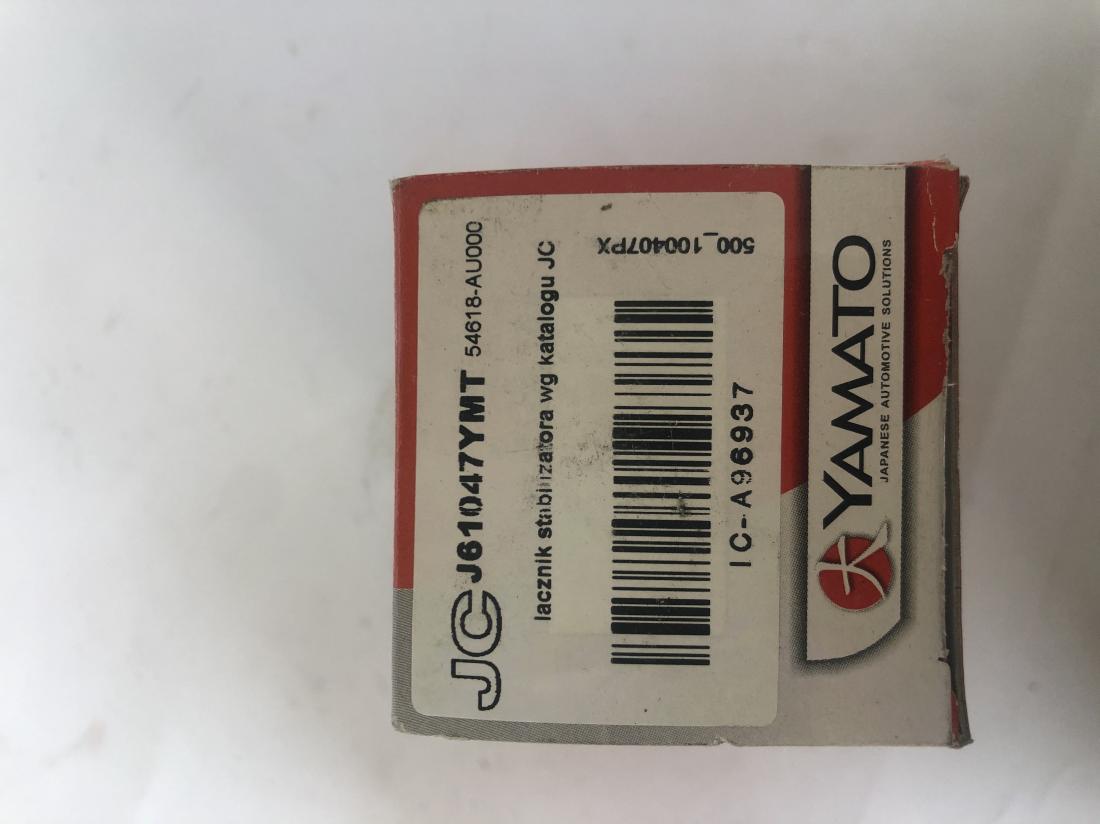 JC J61047YMT 54618-AU000
lacznik stabilizatora wg katalogu JC
500_100407PX
IC-A96937
YAMATO
JAPANESE AUTOMOTIVE SOLUTIONS